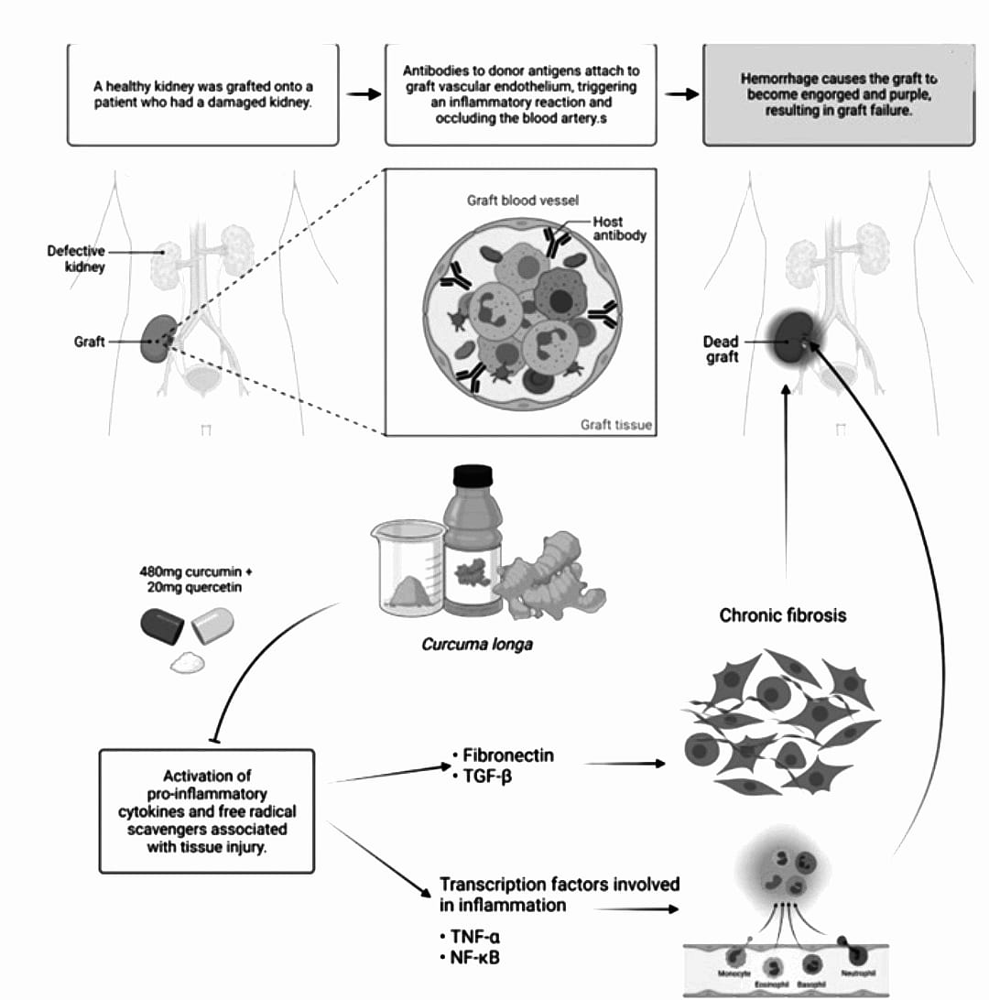 A healthy kidney was grafted onto a
patient who had a damaged kidney.
Antibodies to donor antigens attach to
graft vascular endothelium, triggering
an inflammatory reaction and
occluding the blood artery.s
Hemorrhage causes the graft to
become engorged and purple,
resulting in graft failure.
Defective
kidney
Graft
Graft blood vessel
Host
antibody
Graft tissue
Dead
graft
480mg curcumin +
20mg quercetin
Curcuma longa
Chronic fibrosis
Activation of
pro-inflammatory
cytokines and free radical
scavengers associated
with tissue injury.
• Fibronectin
• TGF-β
Transcription factors involved
in inflammation
• TNF-α
• NF-κB
Monocyte
Eosinophil
Basophil
Neutrophil